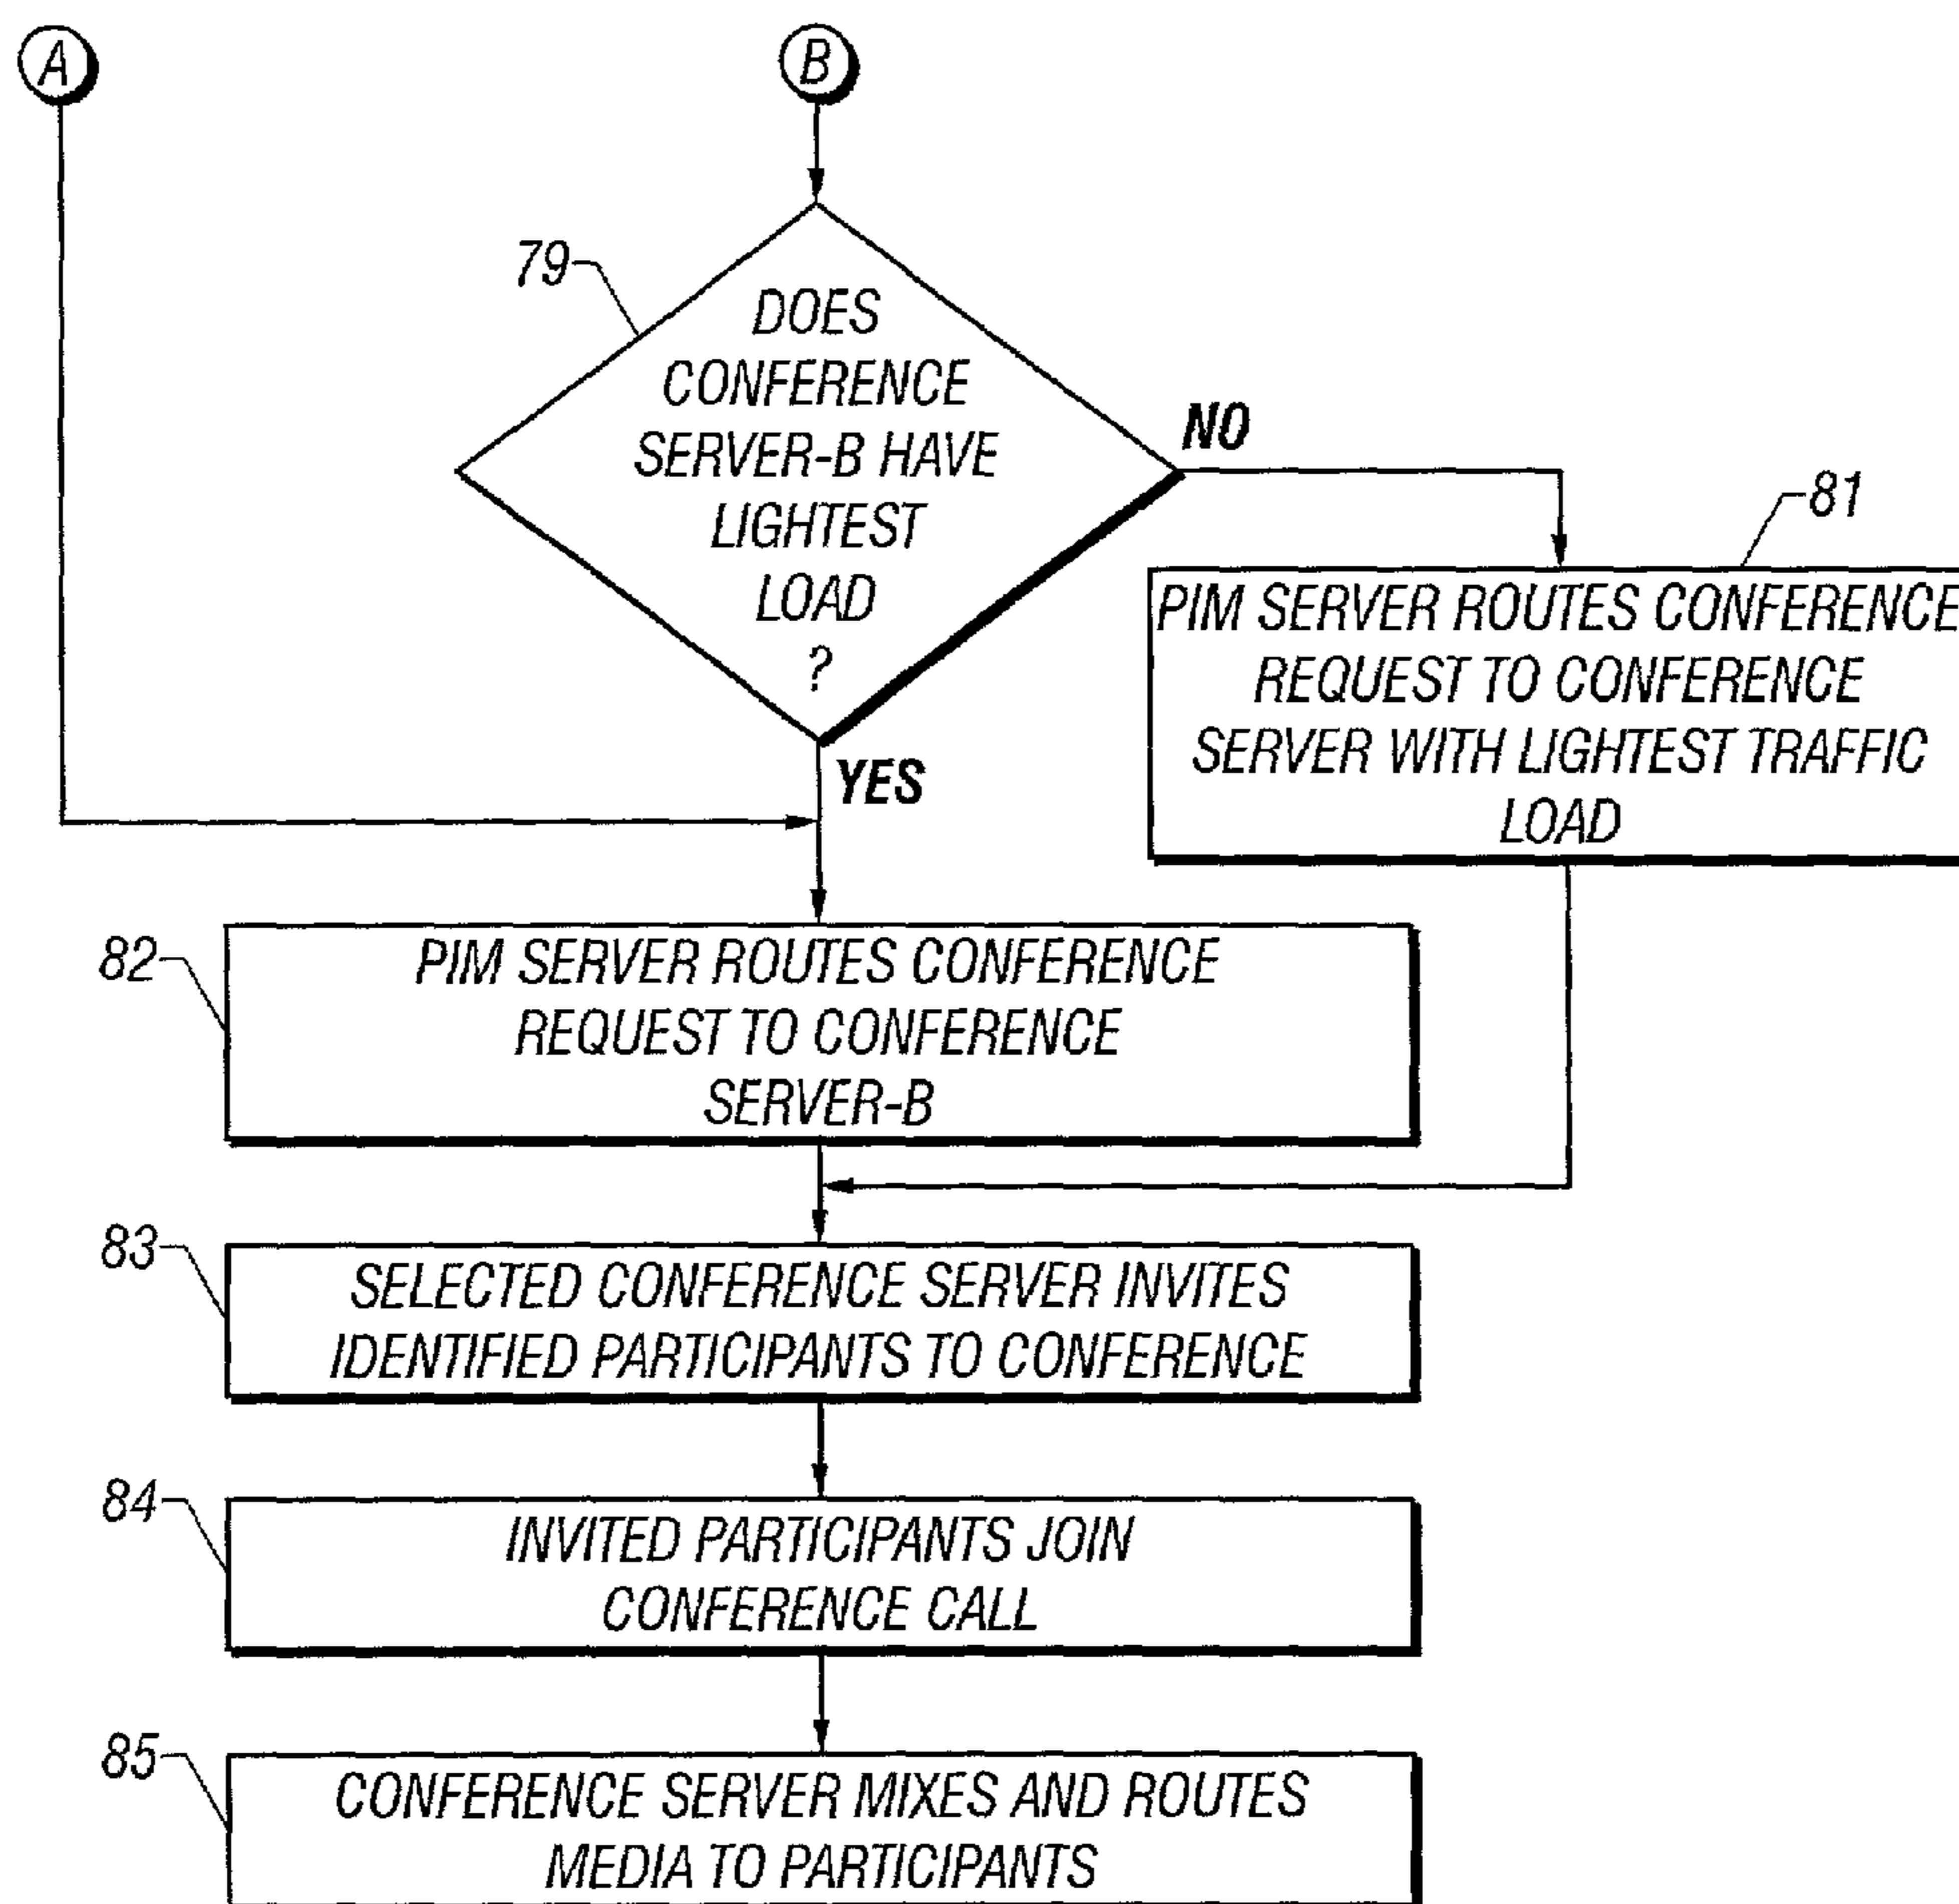 A
B
79
DOES
CONFERENCE
SERVER-B HAVE
LIGHTEST
LOAD
?
NO
YES
81
PIM SERVER ROUTES CONFERENCE
REQUEST TO CONFERENCE
SERVER WITH LIGHTEST TRAFFIC
LOAD
82
PIM SERVER ROUTES CONFERENCE
REQUEST TO CONFERENCE
SERVER-B
83
SELECTED CONFERENCE SERVER INVITES
IDENTIFIED PARTICIPANTS TO CONFERENCE
84
INVITED PARTICIPANTS JOIN
CONFERENCE CALL
85
CONFERENCE SERVER MIXES AND ROUTES
MEDIA TO PARTICIPANTS